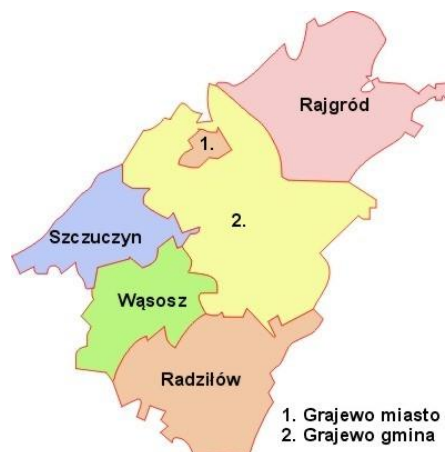 Rajgród
1.
Szczuczyn
2.
Wąsosz
Radziłów
1. Grajewo miasto
2. Grajewo gmina